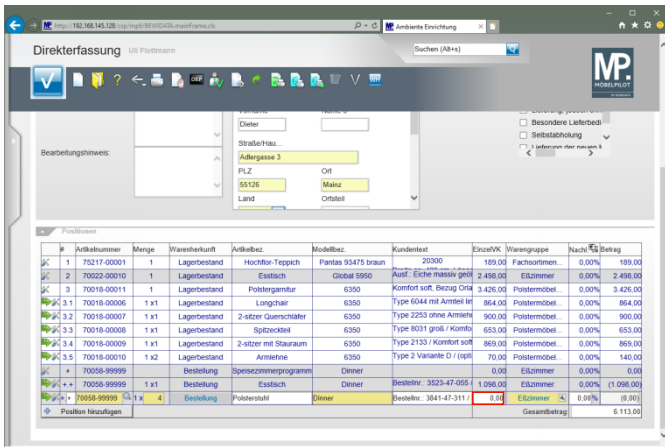 http://192.168.145.128/csp/mpt6/BEWIDATA.mainFrame.cls
Ambiente Einrichtung
Direkterfassung Uli Flottmann
Suchen (Alt+s)
MP.
MÖBELPILOT
Besondere Lieferbedi
Dieter
Selbstabholung
Straße/Hau...
Bearbeitungshinweis:
Adlergasse 3
PLZ Ort
55126 Mainz
Land Ortsteil
Positionen
# Artikelnummer Menge Warenherkunft Artikelbez. Modellbez. Kundentext EinzelVK Warengruppe Nachl Betrag
1 75217-00001 1 Lagerbestand Hochflor-Teppich Pantas 93475 braun 20300 189,00 Fachsortimen... 0,00% 189,00
2 70022-00010 1 Lagerbestand Esstisch Global 5950 Ausf.: Eiche massiv geöl 2.498,00 Eßzimmer 0,00% 2.498,00
3 70018-00011 1 Lagerbestand Polstergarnitur 6350 Komfort soft, Bezug Orla 3.426,00 Polstermöbel... 0,00% 3.426,00
3.1 70018-00006 1 x1 Lagerbestand Longchair 6350 Type 6044 mit Armteil lin 864,00 Polstermöbel... 0,00% 864,00
3.2 70018-00007 1 x1 Lagerbestand 2-sitzer Querschläfer 6350 Type 2253 ohne Armlehn 900,00 Polstermöbel... 0,00% 900,00
3.3 70018-00008 1 x1 Lagerbestand Spitzeckteil 6350 Type 8031 groß / Komfo 653,00 Polstermöbel... 0,00% 653,00
3.4 70018-00009 1 x1 Lagerbestand 2-sitzer mit Stauraum 6350 Type 2133 / Komfort soft 869,00 Polstermöbel... 0,00% 869,00
3.5 70018-00010 1 x2 Lagerbestand Armlehne 6350 Type 2 Variante D / (opti 70,00 Polstermöbel... 0,00% 140,00
+ 70058-99999 Bestellung Speisezimmerprogramm Dinner 0,00 Eßzimmer 0,00% 0,00
+.+ 70058-99999 1 x1 Bestellung Esstisch Dinner Bestellnr.: 3523-47-055 / 1.098,00 Eßzimmer 0,00% (1.098,00)
+ + 70058-99999 1 x 4 Bestellung Polsterstuhl Dinner Bestellnr.: 3841-47-311 / 0,00 Eßzimmer 0,00% (0,00)
Position hinzufügen Gesamtbetrag: 6.113,00